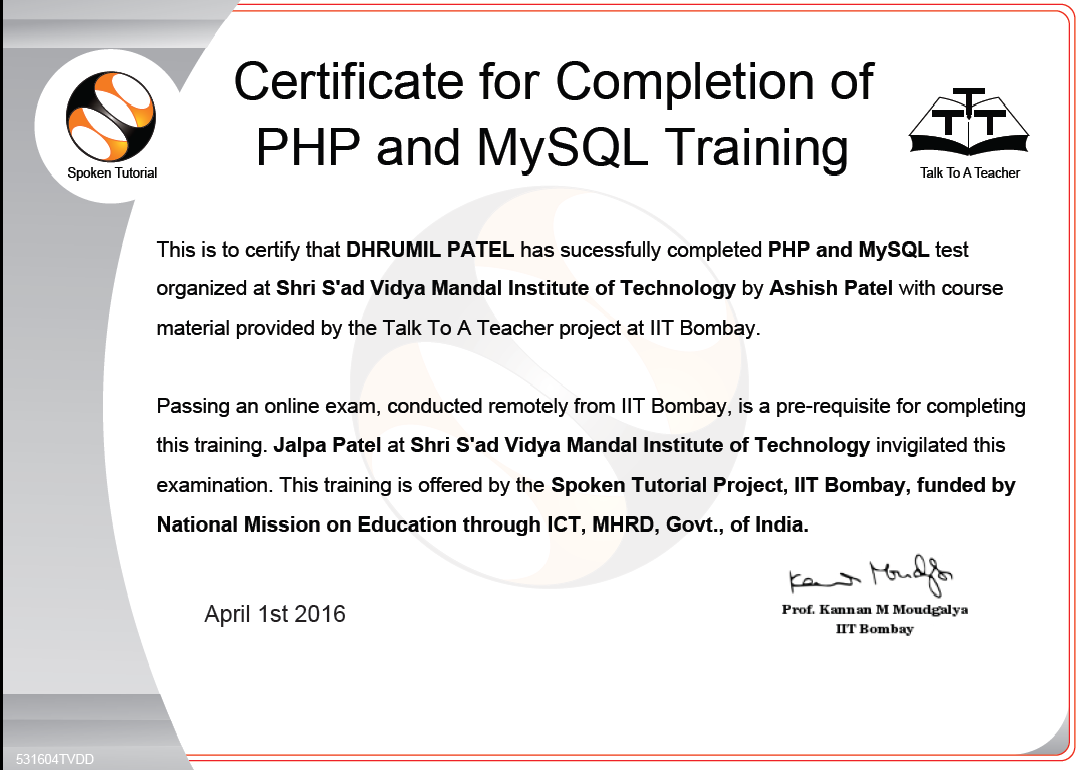 Certificate for Completion of
PHP and MySQL Training
Spoken Tutorial
TTT
Talk To A Teacher
This is to certify that DHRUMIL PATEL has sucessfully completed PHP and MySQL test
organized at Shri S'ad Vidya Mandal Institute of Technology by Ashish Patel with course
material provided by the Talk To A Teacher project at IIT Bombay.
Passing an online exam, conducted remotely from IIT Bombay, is a pre-requisite for completing
this training. Jalpa Patel at Shri S'ad Vidya Mandal Institute of Technology invigilated this
examination. This training is offered by the Spoken Tutorial Project, IIT Bombay, funded by
National Mission on Education through ICT, MHRD, Govt., of India.
April 1st 2016
Kannan Moudgalya
Prof. Kannan M Moudgalya
IIT Bombay
531604TVDD